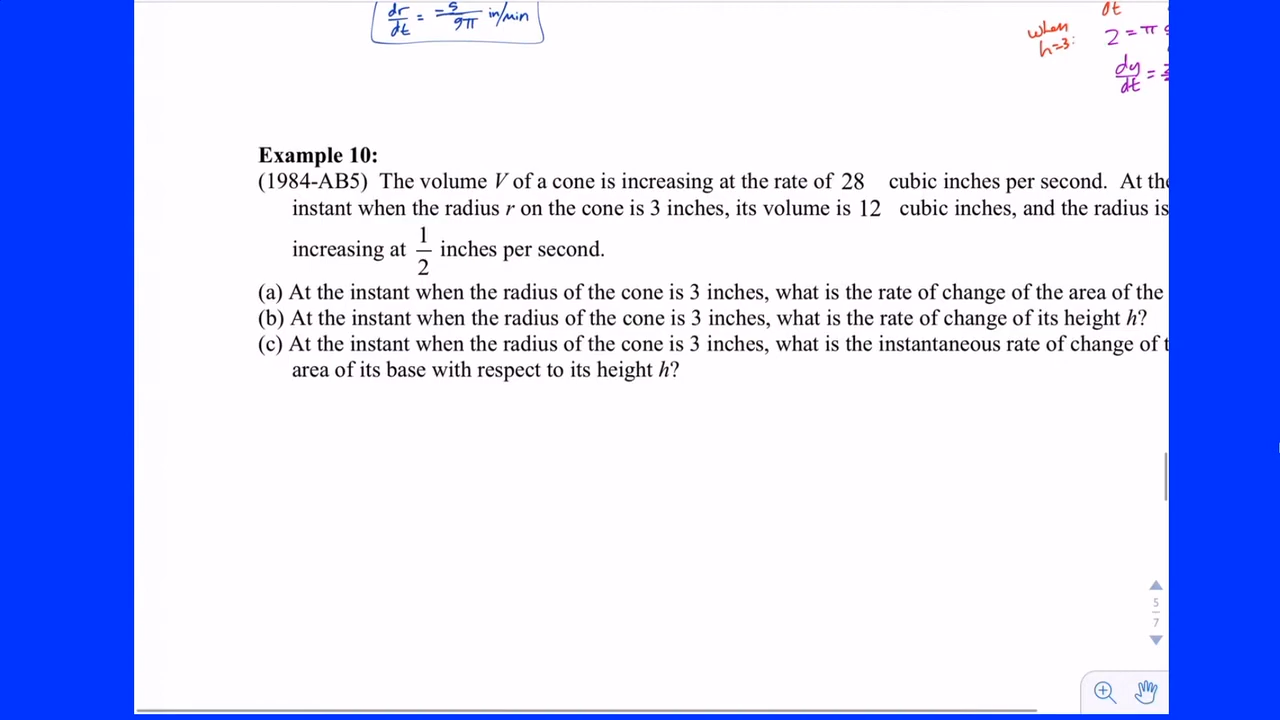 dr/dt = -5/9π in/min
dt
when h=3: 2 = π
dy/dt =
Example 10:
(1984-AB5) The volume V of a cone is increasing at the rate of 28 cubic inches per second. At the
instant when the radius r on the cone is 3 inches, its volume is 12 cubic inches, and the radius is
increasing at 1/2 inches per second.
(a) At the instant when the radius of the cone is 3 inches, what is the rate of change of the area of the
(b) At the instant when the radius of the cone is 3 inches, what is the rate of change of its height h?
(c) At the instant when the radius of the cone is 3 inches, what is the instantaneous rate of change of t
area of its base with respect to its height h?
5
7